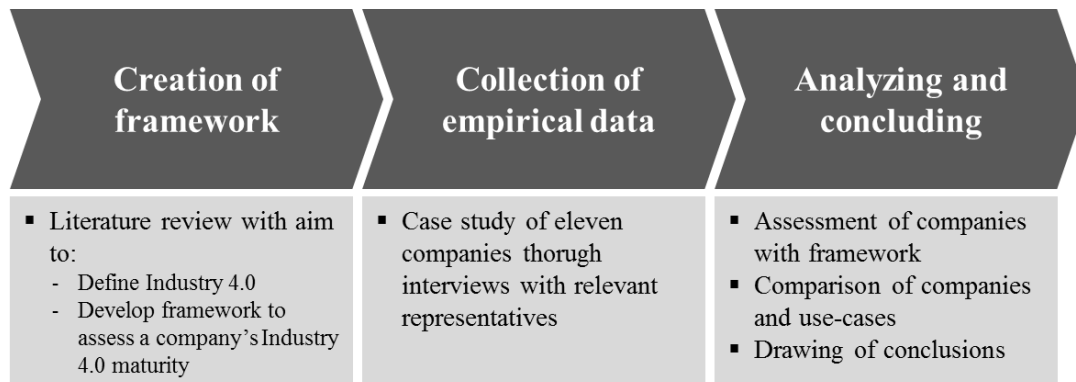 Creation of
framework
Collection of
empirical data
Analyzing and
concluding
▪ Literature review with aim
to:
- Define Industry 4.0
- Develop framework to
assess a company's Industry
4.0 maturity
▪ Case study of eleven
companies thorugh
interviews with relevant
representatives
▪ Assessment of companies
with framework
▪ Comparison of companies
and use-cases
▪ Drawing of conclusions